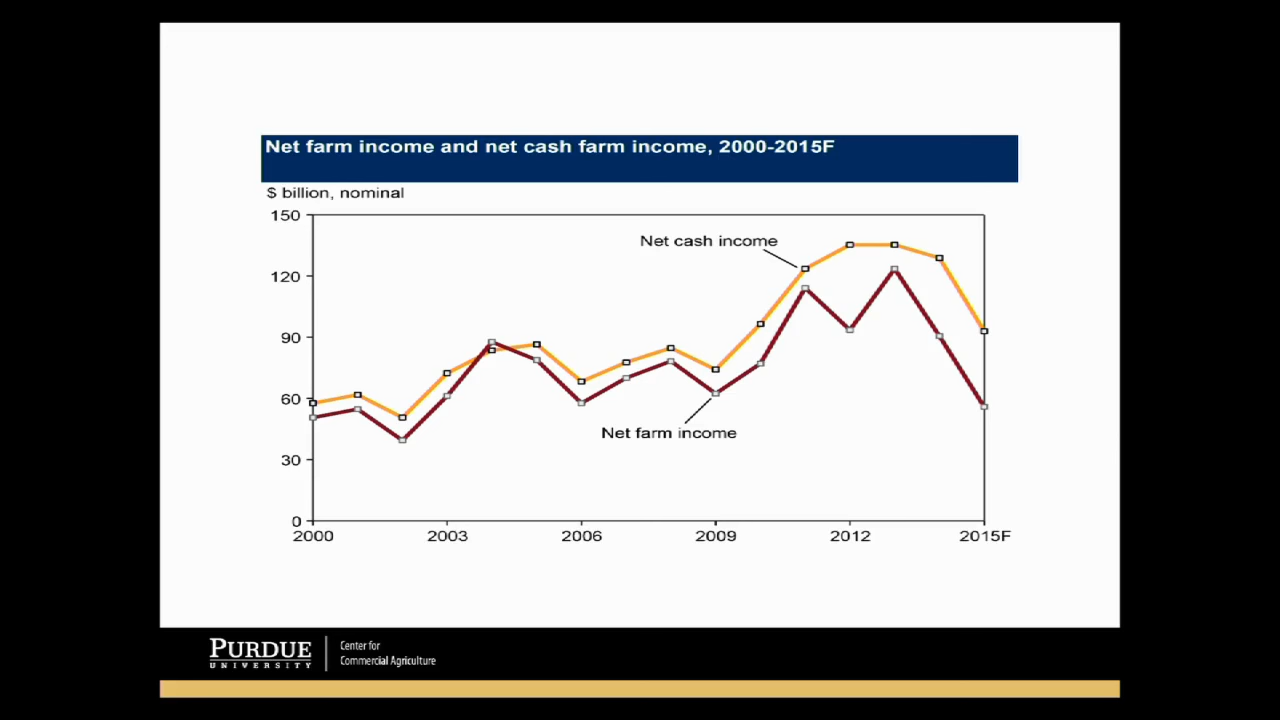 Net farm income and net cash farm income, 2000-2015F
$ billion, nominal
150
Net cash income
120
90
60
Net farm income
30
0
2000 2003 2006 2009 2012 2015F
PURDUE
UNIVERSITY
Center for
Commercial Agriculture